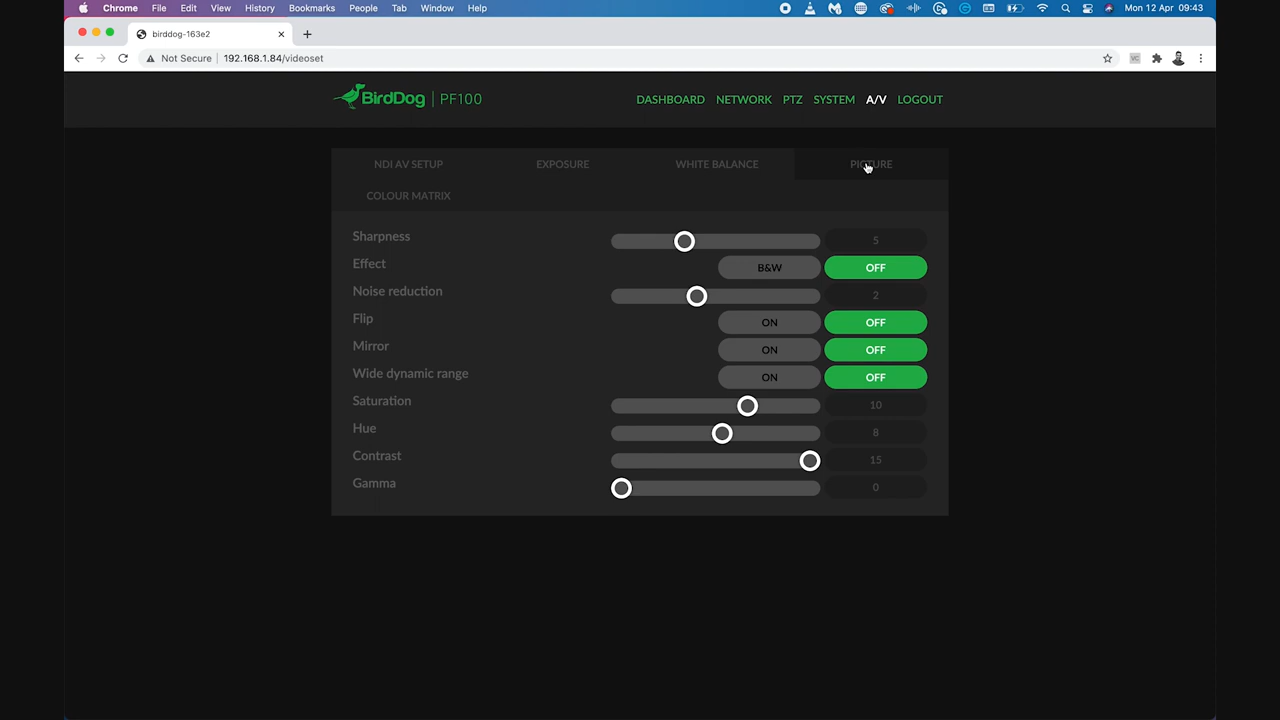 Chrome File Edit View History Bookmarks People Tab Window Help Mon 12 Apr 09:43
birddog-163e2
Not Secure 192.168.1.84/videoset
BirdDog PF100 DASHBOARD NETWORK PTZ SYSTEM A/V LOGOUT
NDI AV SETUP EXPOSURE WHITE BALANCE PICTURE
COLOUR MATRIX
Sharpness 5
Effect B&W OFF
Noise reduction 2
Flip ON OFF
Mirror ON OFF
Wide dynamic range ON OFF
Saturation 10
Hue 8
Contrast 15
Gamma 0